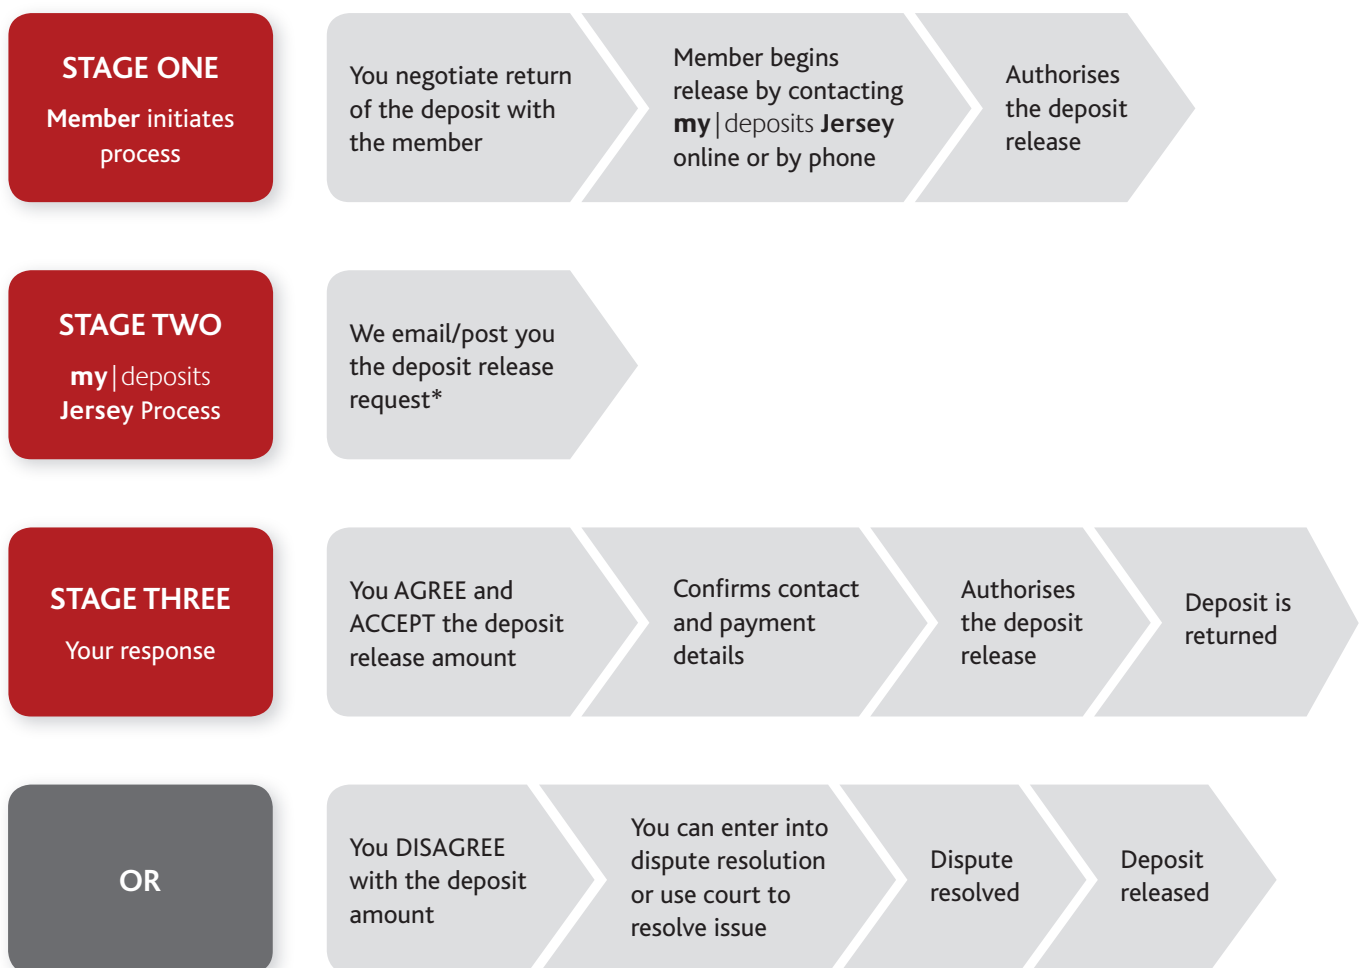 STAGE ONE
Member initiates
process
You negotiate return
of the deposit with
the member
Member begins
release by contacting
my|deposits Jersey
online or by phone
Authorises
the deposit
release
STAGE TWO
my|deposits
Jersey Process
We email/post you
the deposit release
request*
STAGE THREE
Your response
You AGREE and
ACCEPT the deposit
release amount
Confirms contact
and payment
details
Authorises
the deposit
release
Deposit is
returned
OR
You DISAGREE
with the deposit
amount
You can enter into
dispute resolution
or use court to
resolve issue
Dispute
resolved
Deposit
released